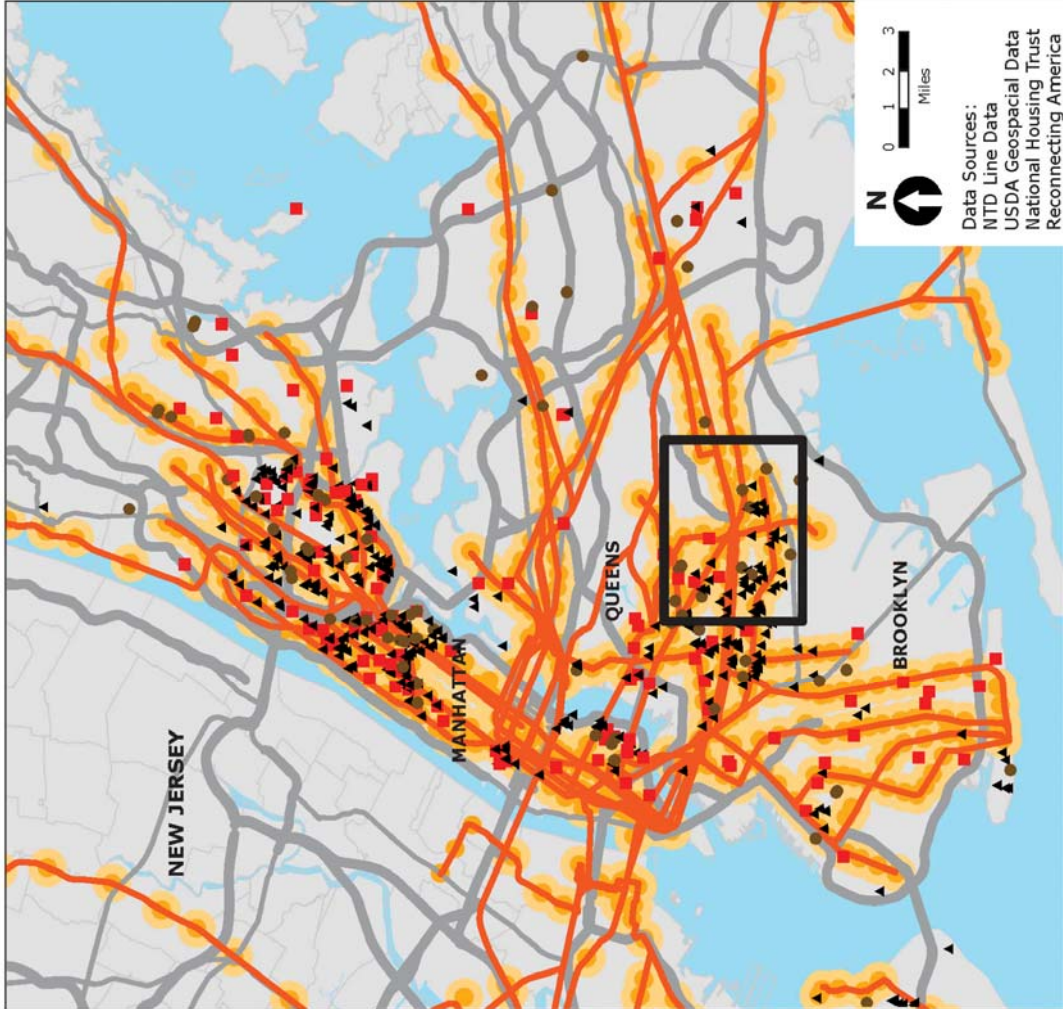 NEW JERSEY
MANHATTAN
QUEENS
BROOKLYN
N
0 1 2 3
Miles
Data Sources:
NTD Line Data
USDA Geospacial Data
National Housing Trust
Reconnecting America